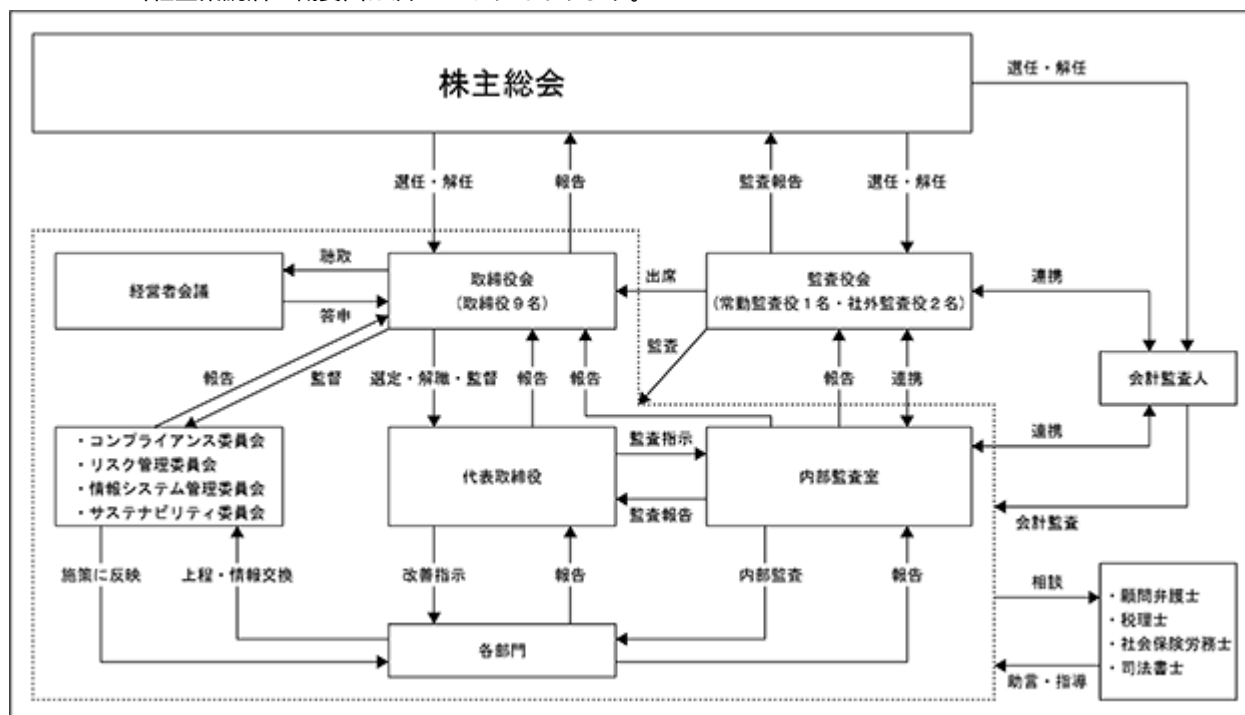 株主総会
選任・解任
選任・解任
報告
監査報告
選任・解任
経営者会議
聴取
答申
取締役会
(取締役9名)
出席
監査役会
(常勤監査役1名・社外監査役2名)
連携
監査
報告
監督
選定・解職・監督
報告
報告
報告
連携
会計監査人
・コンプライアンス委員会
・リスク管理委員会
・情報システム管理委員会
・サステナビリティ委員会
代表取締役
監査指示
監査報告
内部監査室
連携
会計監査
施策に反映
上程・情報交換
改善指示
報告
内部監査
報告
各部門
相談
助言・指導
・顧問弁護士
・税理士
・社会保険労務士
・司法書士